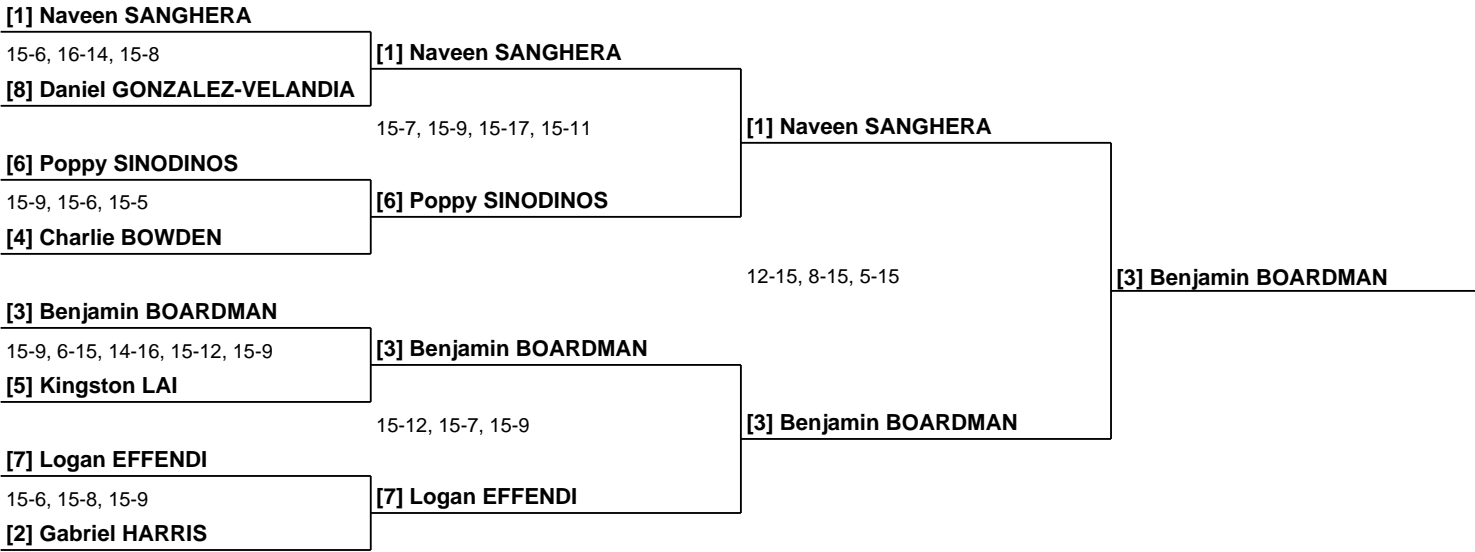 [1] Naveen SANGHERA
15-6, 16-14, 15-8
[8] Daniel GONZALEZ-VELANDIA
[6] Poppy SINODINOS
15-9, 15-6, 15-5
[4] Charlie BOWDEN
[3] Benjamin BOARDMAN
15-9, 6-15, 14-16, 15-12, 15-9
[5] Kingston LAI
[7] Logan EFFENDI
15-6, 15-8, 15-9
[2] Gabriel HARRIS
[1] Naveen SANGHERA
15-7, 15-9, 15-17, 15-11
[6] Poppy SINODINOS
[3] Benjamin BOARDMAN
15-12, 15-7, 15-9
[7] Logan EFFENDI
[1] Naveen SANGHERA
12-15, 8-15, 5-15
[3] Benjamin BOARDMAN
[3] Benjamin BOARDMAN